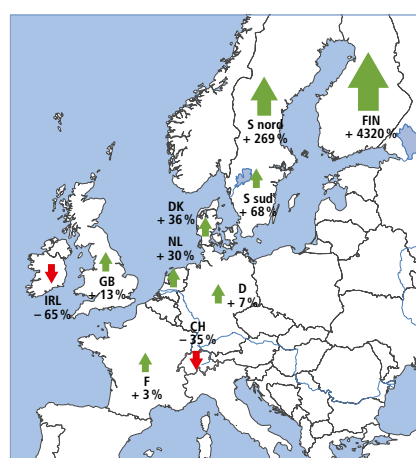 FIN
+ 4320 %
S nord
+ 269 %
S sud
+ 68 %
DK
+ 36 %
NL
+ 30 %
GB
+ 13 %
IRL
– 65 %
D
+ 7 %
CH
– 35 %
F
+ 3 %